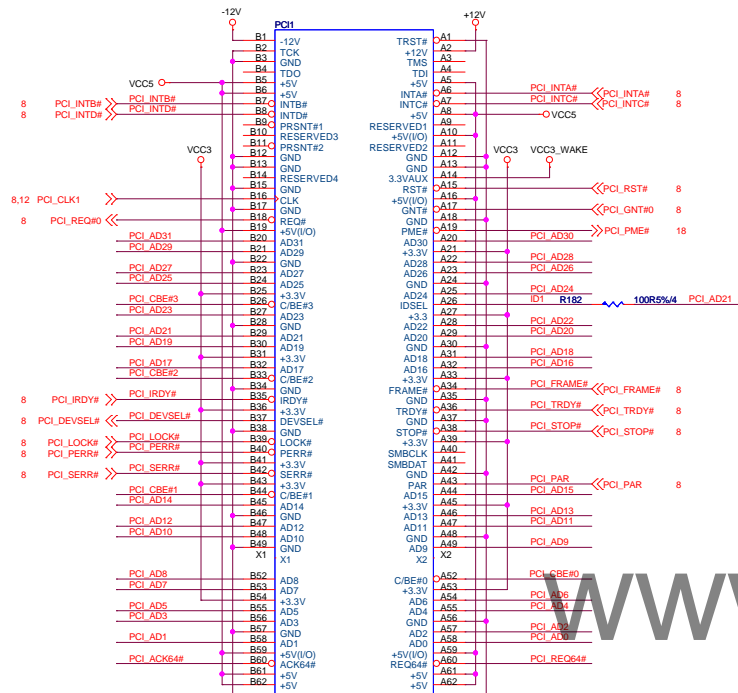 -12V +12V
PCI1
B1 -12V TRST# A1
B2 TCK +12V A2
B3 GND TMS A3
B4 TDO TDI A4
VCC5 B5 +5V +5V A5
B6 +5V INTA# A6 PCI_INTA# PCI_INTA# 8
8 PCI_INTB# PCI_INTB# B7 INTB# INTC# A7 PCI_INTC# PCI_INTC# 8
8 PCI_INTD# PCI_INTD# B8 INTD# +5V A8 VCC5
B9 PRSNT#1 RESERVED1 A9
B10 RESERVED3 +5V(I/O) A10
B11 PRSNT#2 RESERVED2 A11
VCC3 B12 GND GND A12 VCC3 VCC3_WAKE
B13 GND GND A13
B14 RESERVED4 3.3VAUX A14
B15 GND RST# A15 PCI_RST# 8
8,12 PCI_CLK1 B16 CLK +5V(I/O) A16
B17 GND GNT# A17 PCI_GNT#0 8
8 PCI_REQ#0 B18 REQ# GND A18
B19 +5V(I/O) PME# A19 PCI_PME# 18
PCI_AD31 B20 AD31 AD30 A20 PCI_AD30
PCI_AD29 B21 AD29 +3.3V A21
B22 GND AD28 A22 PCI_AD28
PCI_AD27 B23 AD27 AD26 A23 PCI_AD26
PCI_AD25 B24 AD25 GND A24
B25 +3.3V AD24 A25 PCI_AD24
PCI_CBE#3 B26 C/BE#3 IDSEL A26 ID1 R182 100R5%/4 PCI_AD21
PCI_AD23 B27 AD23 +3.3 A27
B28 GND AD22 A28 PCI_AD22
PCI_AD21 B29 AD21 AD20 A29 PCI_AD20
PCI_AD19 B30 AD19 GND A30
B31 +3.3V AD18 A31 PCI_AD18
PCI_AD17 B32 AD17 AD16 A32 PCI_AD16
PCI_CBE#2 B33 C/BE#2 +3.3V A33
B34 GND FRAME# A34 PCI_FRAME# PCI_FRAME# 8
8 PCI_IRDY# PCI_IRDY# B35 IRDY# GND A35
B36 +3.3V TRDY# A36 PCI_TRDY# PCI_TRDY# 8
8 PCI_DEVSEL# PCI_DEVSEL# B37 DEVSEL# GND A37
B38 GND STOP# A38 PCI_STOP# PCI_STOP# 8
8 PCI_LOCK# PCI_LOCK# B39 LOCK# +3.3V A39
8 PCI_PERR# PCI_PERR# B40 PERR# SMBCLK A40
B41 +3.3V SMBDAT A41
8 PCI_SERR# PCI_SERR# B42 SERR# GND A42
B43 +3.3V PAR A43 PCI_PAR PCI_PAR 8
PCI_CBE#1 B44 C/BE#1 AD15 A44 PCI_AD15
PCI_AD14 B45 AD14 +3.3V A45
B46 GND AD13 A46 PCI_AD13
PCI_AD12 B47 AD12 AD11 A47 PCI_AD11
PCI_AD10 B48 AD10 GND A48
B49 GND AD9 A49 PCI_AD9
X1 X1 X2 X2
PCI_AD8 B52 AD8 C/BE#0 A52 PCI_CBE#0
PCI_AD7 B53 AD7 +3.3V A53
B54 +3.3V AD6 A54 PCI_AD6
PCI_AD5 B55 AD5 AD4 A55 PCI_AD4
PCI_AD3 B56 AD3 GND A56
B57 GND AD2 A57 PCI_AD2
PCI_AD1 B58 AD1 AD0 A58 PCI_AD0
B59 +5V(I/O) +5V(I/O) A59
PCI_ACK64# B60 ACK64# REQ64# A60 PCI_REQ64#
B61 +5V +5V A61
B62 +5V +5V A62